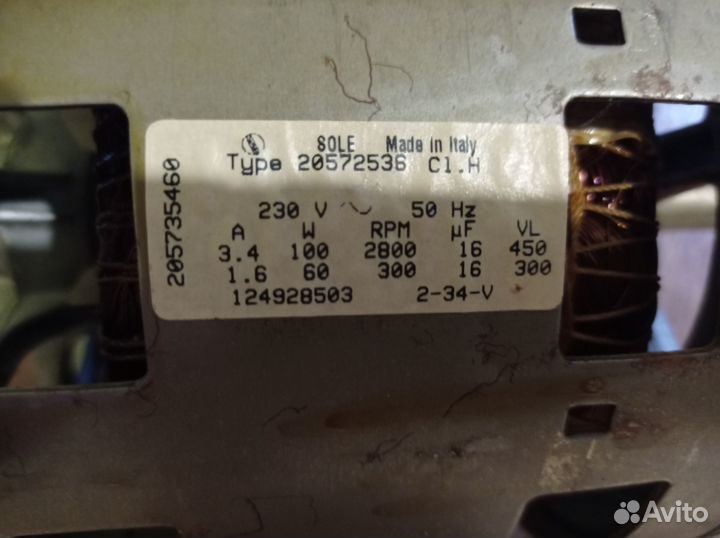 SOLE Made in Italy
Type 20572536 Cl.H
230 V ~ 50 Hz
A W RPM µF VL
3.4 100 2800 16 450
1.6 60 300 16 300
124928503 2-34-V
205735460
Avito